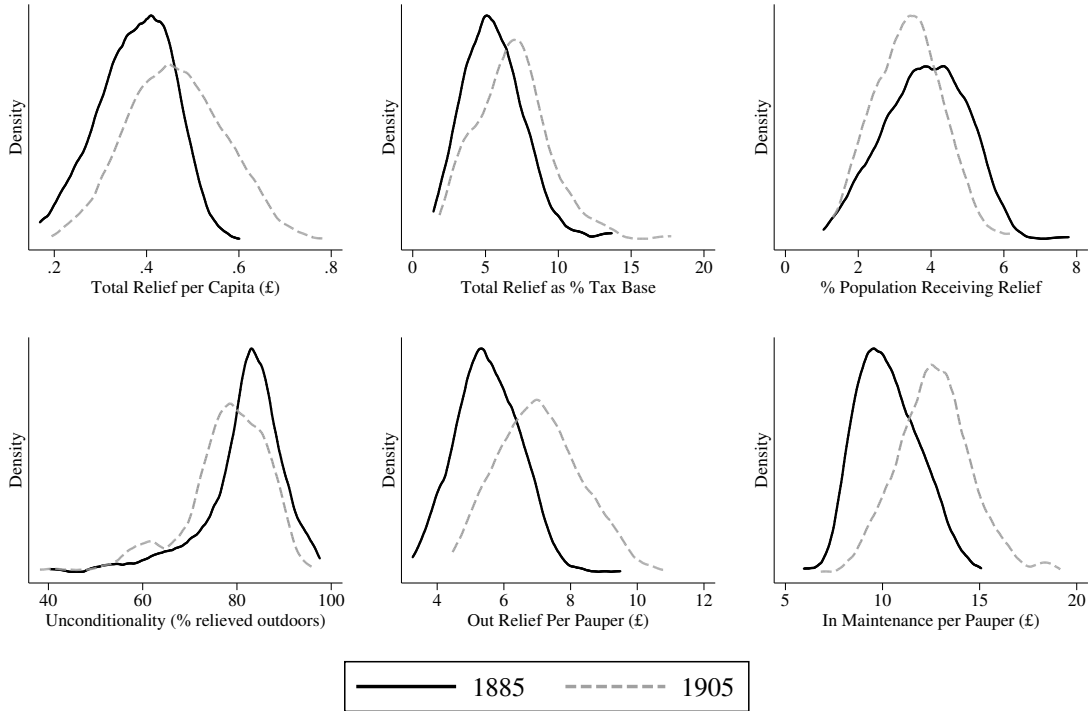 Density
.2 .4 .6 .8
Total Relief per Capita (£)
Density
0 5 10 15 20
Total Relief as % Tax Base
Density
0 2 4 6 8
% Population Receiving Relief
Density
40 60 80 100
Unconditionality (% relieved outdoors)
Density
4 6 8 10 12
Out Relief Per Pauper (£)
Density
5 10 15 20
In Maintenance per Pauper (£)
1885 1905